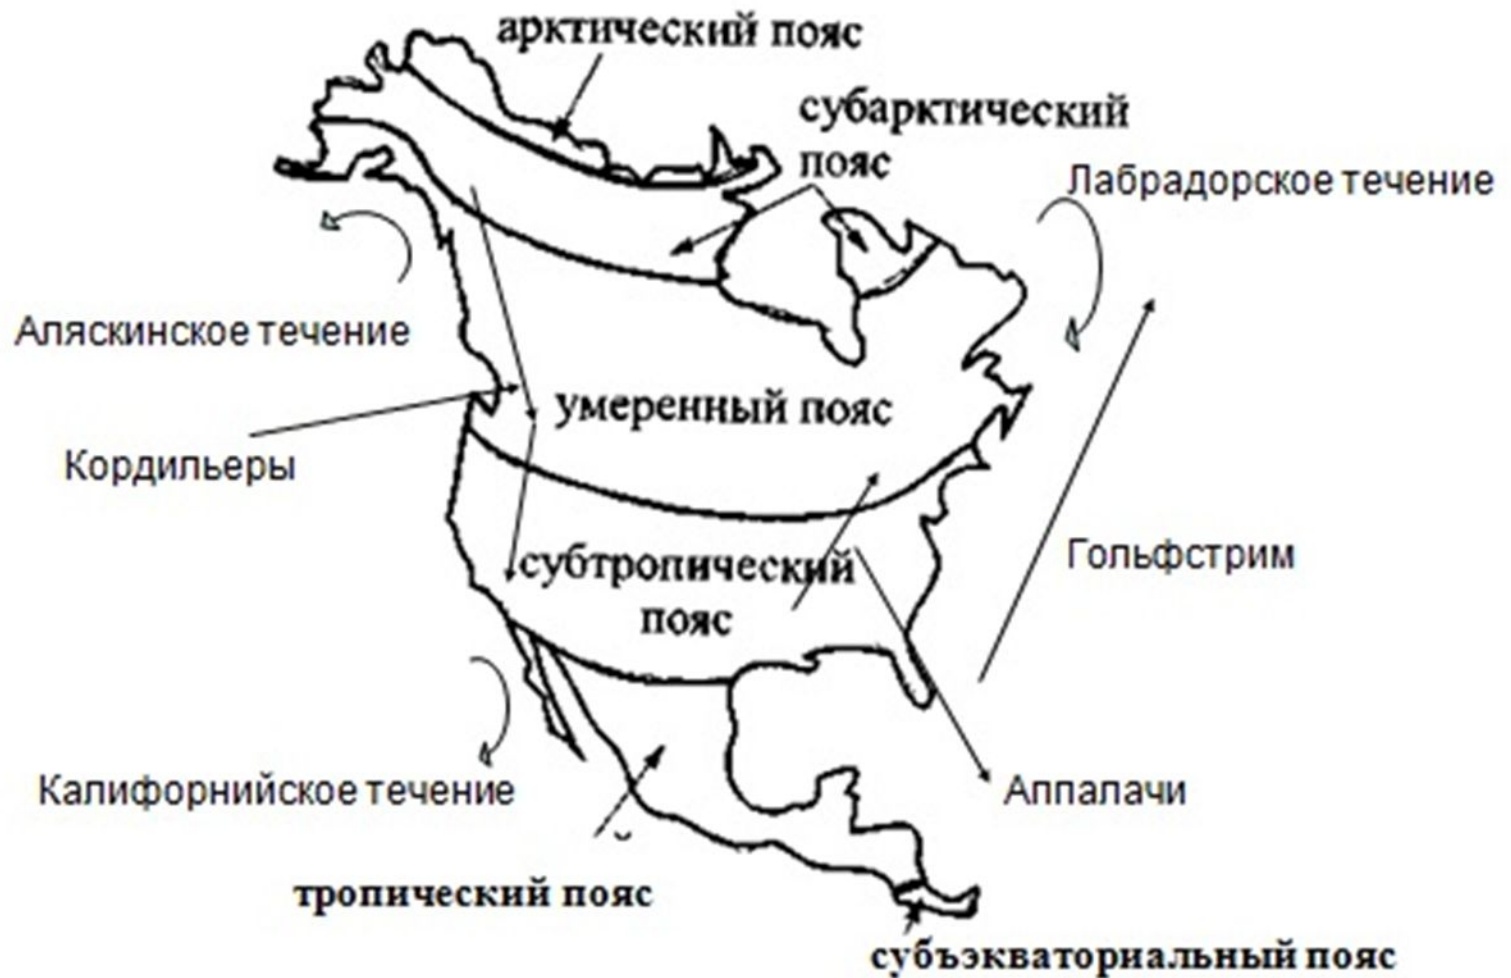 арктический пояс
субарктический
пояс
Лабрадорское течение
Аляскинское течение
умеренный пояс
Кордильеры
субтропический
пояс
Гольфстрим
Калифорнийское течение
Аппалачи
тропический пояс
субъэкваториальный пояс